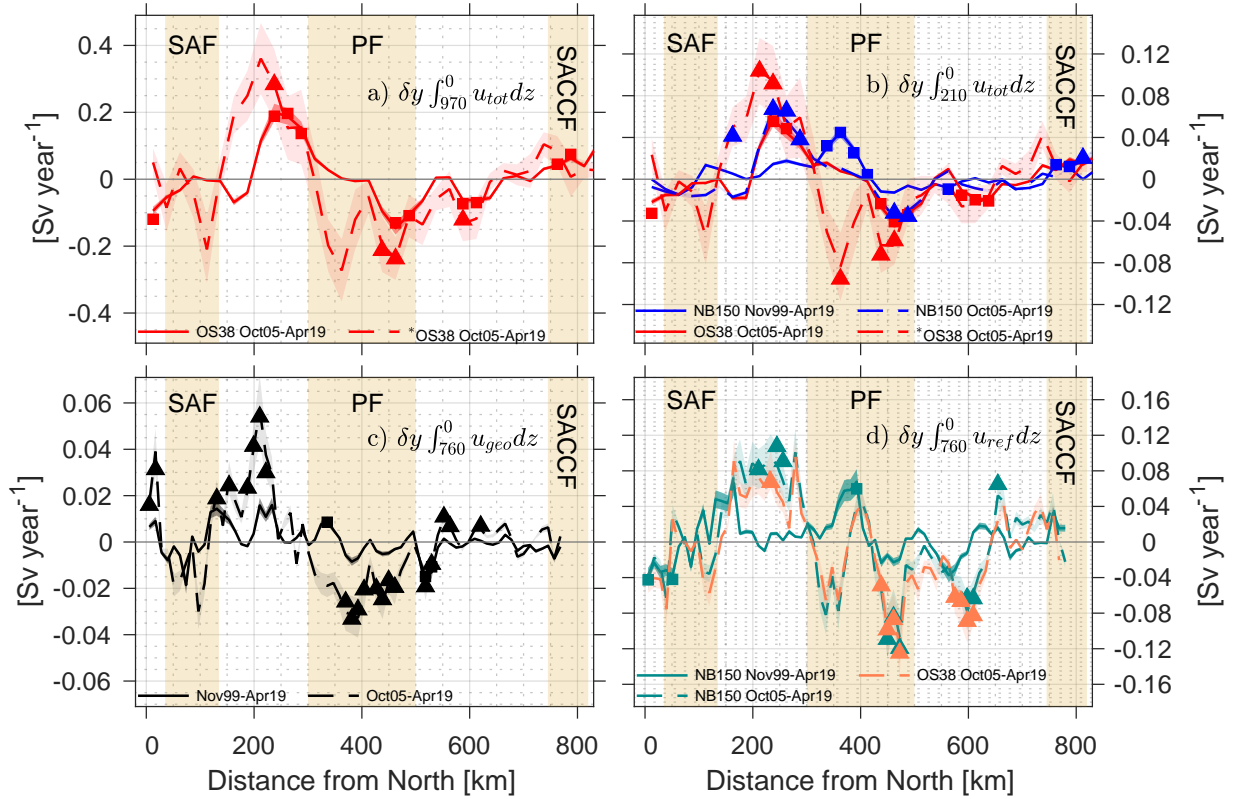 SAF
PF
SACCF
a) δy ∫⁰₉₇₀ u_tot dz
0.4
0.2
0
-0.2
-0.4
[Sv year⁻¹]
OS38 Oct05-Apr19
*OS38 Oct05-Apr19
SAF
PF
SACCF
b) δy ∫⁰₂₁₀ u_tot dz
0.12
0.08
0.04
0
-0.04
-0.08
-0.12
[Sv year⁻¹]
NB150 Nov99-Apr19
NB150 Oct05-Apr19
OS38 Oct05-Apr19
*OS38 Oct05-Apr19
SAF
PF
SACCF
c) δy ∫⁰₇₆₀ u_geo dz
0.06
0.04
0.02
0
-0.02
-0.04
-0.06
[Sv year⁻¹]
Nov99-Apr19
Oct05-Apr19
0 200 400 600 800
Distance from North [km]
SAF
PF
SACCF
d) δy ∫⁰₇₆₀ u_ref dz
0.16
0.12
0.08
0.04
0
-0.04
-0.08
-0.12
-0.16
[Sv year⁻¹]
NB150 Nov99-Apr19
OS38 Oct05-Apr19
NB150 Oct05-Apr19
0 200 400 600 800
Distance from North [km]